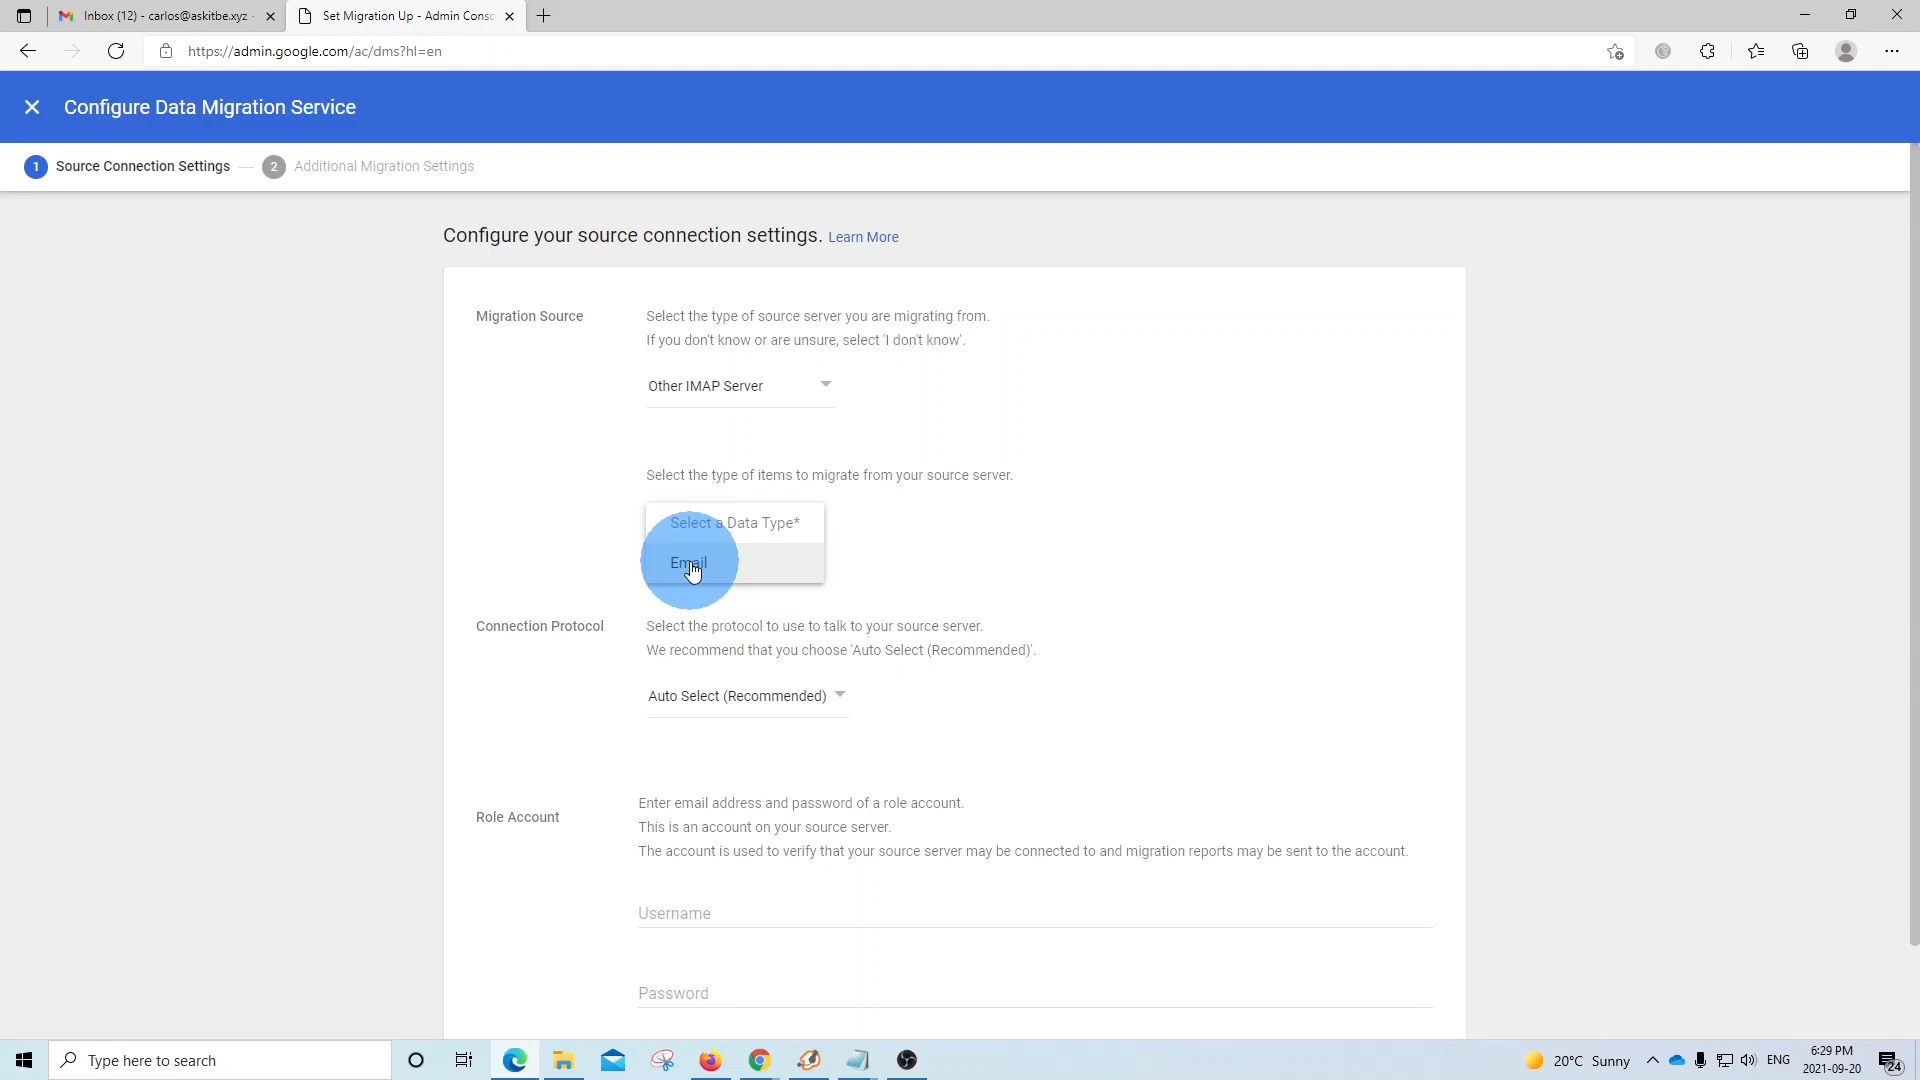 Inbox (12) - carlos@askitbe.xyz -
Set Migration Up - Admin Conso
https://admin.google.com/ac/dms?hl=en
Configure Data Migration Service
1 Source Connection Settings
2 Additional Migration Settings
Configure your source connection settings. Learn More
Migration Source
Select the type of source server you are migrating from.
If you don't know or are unsure, select 'I don't know'.
Other IMAP Server
Select the type of items to migrate from your source server.
Select a Data Type*
Email
Connection Protocol
Select the protocol to use to talk to your source server.
We recommend that you choose 'Auto Select (Recommended)'.
Auto Select (Recommended)
Role Account
Enter email address and password of a role account.
This is an account on your source server.
The account is used to verify that your source server may be connected to and migration reports may be sent to the account.
Username
Password
Type here to search
20°C Sunny
ENG
6:29 PM
2021-09-20
24